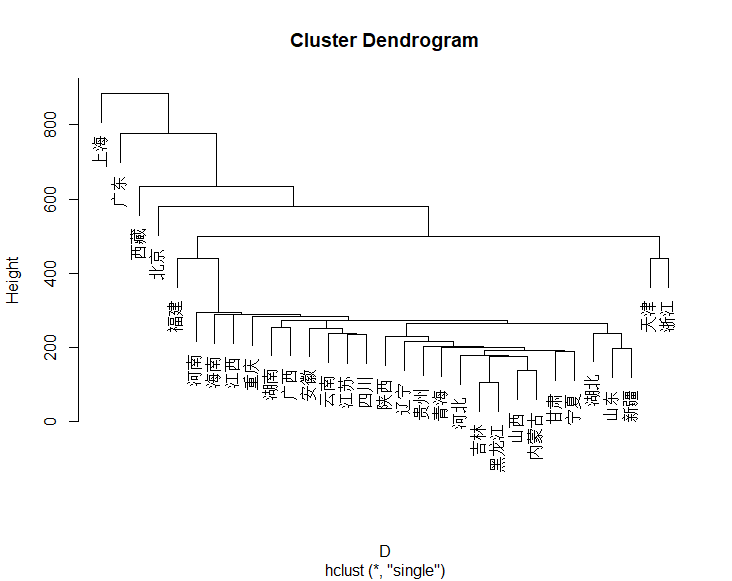 Cluster Dendrogram
Height
800
600
400
200
0
上海
广东
西藏
北京
福建
河南
海南
江西
重庆
湖南
广西
安徽
云南
江苏
四川
陕西
辽宁
贵州
青海
河北
吉林
黑龙江
山西
内蒙古
甘肃
宁夏
湖北
山东
新疆
天津
浙江
D
hclust (*, "single")